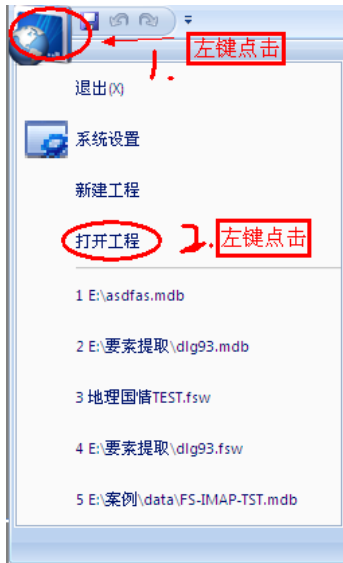 1.
左键点击
退出(X)
系统设置
新建工程
打开工程
2.左键点击
1 E:\asdfas.mdb
2 E:\要素提取\dlg93.mdb
3 地理国情TEST.fsw
4 E:\要素提取\dlg93.fsw
5 E:\案例\data\FS-IMAP-TST.mdb